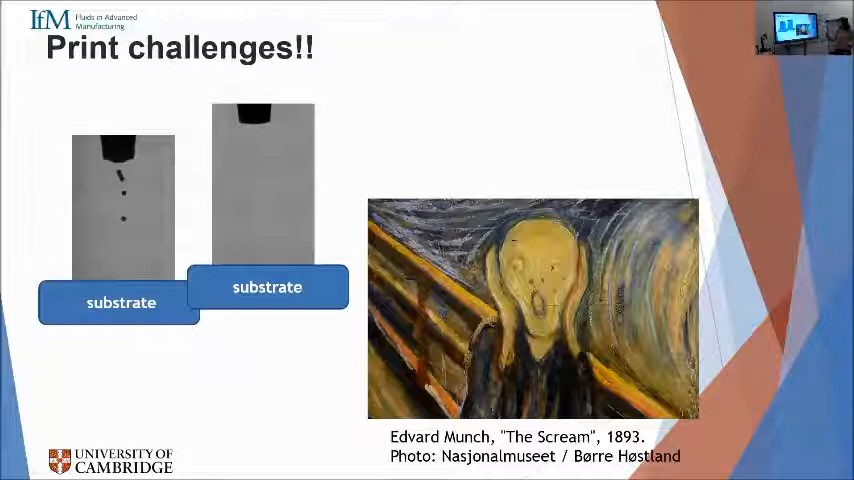 IfM Fluids in Advanced
Manufacturing
Print challenges!!
substrate
substrate
Edvard Munch, "The Scream", 1893.
Photo: Nasjonalmuseet / Børre Høstland
UNIVERSITY OF
CAMBRIDGE